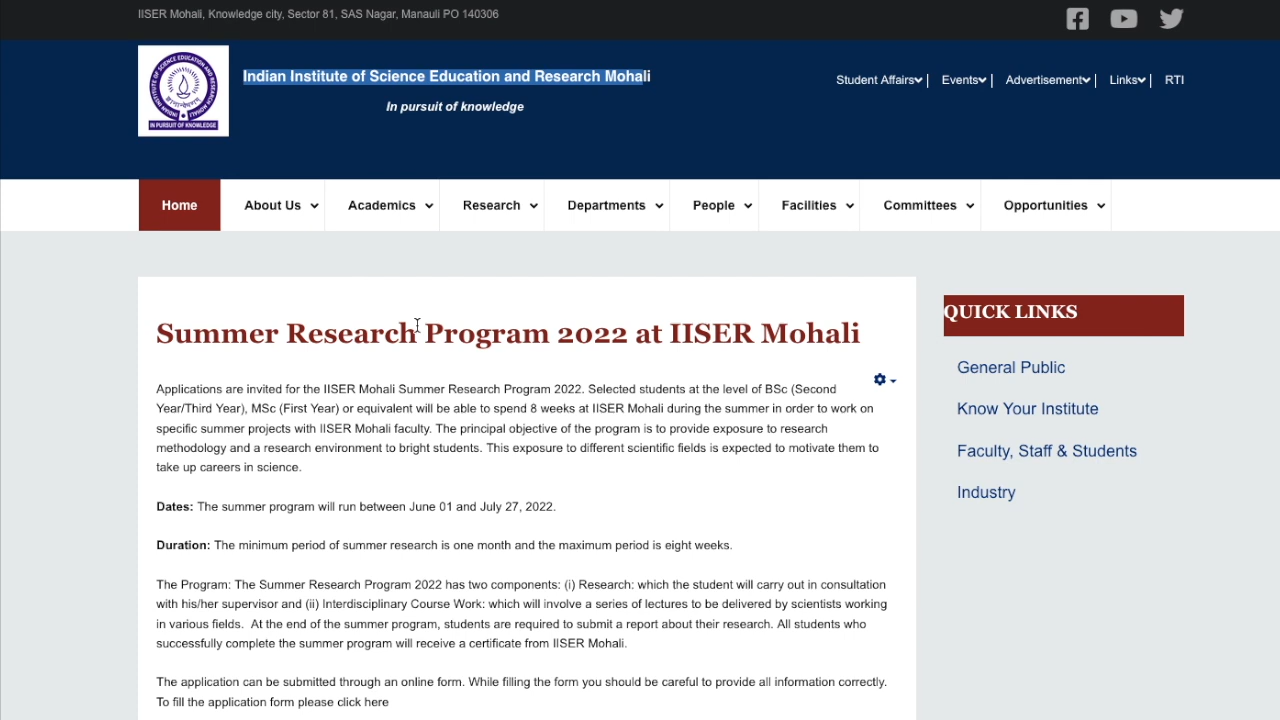 IISER Mohali, Knowledge city, Sector 81, SAS Nagar, Manauli PO 140306
Indian Institute of Science Education and Research Mohali
In pursuit of knowledge
IN PURSUIT OF KNOWLEDGE
Student Affairs | Events | Advertisement | Links | RTI
Home About Us Academics Research Departments People Facilities Committees Opportunities
Summer Research Program 2022 at IISER Mohali
Applications are invited for the IISER Mohali Summer Research Program 2022. Selected students at the level of BSc (Second
Year/Third Year), MSc (First Year) or equivalent will be able to spend 8 weeks at IISER Mohali during the summer in order to work on
specific summer projects with IISER Mohali faculty. The principal objective of the program is to provide exposure to research
methodology and a research environment to bright students. This exposure to different scientific fields is expected to motivate them to
take up careers in science.
Dates: The summer program will run between June 01 and July 27, 2022.
Duration: The minimum period of summer research is one month and the maximum period is eight weeks.
The Program: The Summer Research Program 2022 has two components: (i) Research: which the student will carry out in consultation
with his/her supervisor and (ii) Interdisciplinary Course Work: which will involve a series of lectures to be delivered by scientists working
in various fields. At the end of the summer program, students are required to submit a report about their research. All students who
successfully complete the summer program will receive a certificate from IISER Mohali.
The application can be submitted through an online form. While filling the form you should be careful to provide all information correctly.
To fill the application form please click here
QUICK LINKS
General Public
Know Your Institute
Faculty, Staff & Students
Industry